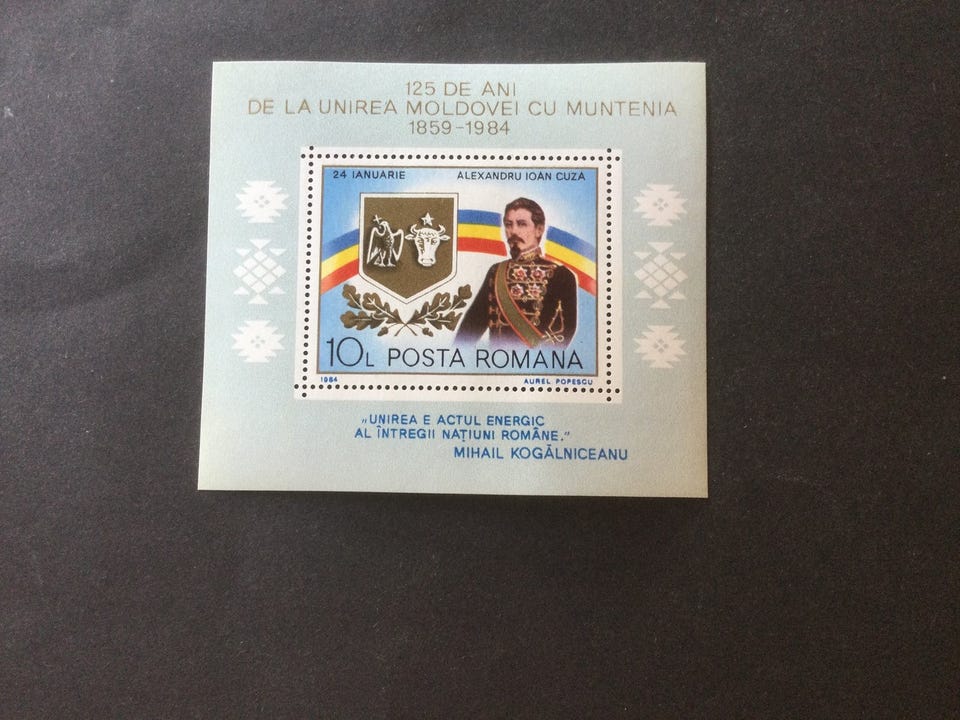 125 DE ANI
DE LA UNIREA MOLDOVEI CU MUNTENIA
1859-1984
24 IANUARIE ALEXANDRU IOAN CUZA
10L POSTA ROMANA
1984 AUREL POPESCU
„UNIREA E ACTUL ENERGIC
AL ÎNTREGII NAȚIUNI ROMÂNE.”
MIHAIL KOGĂLNICEANU